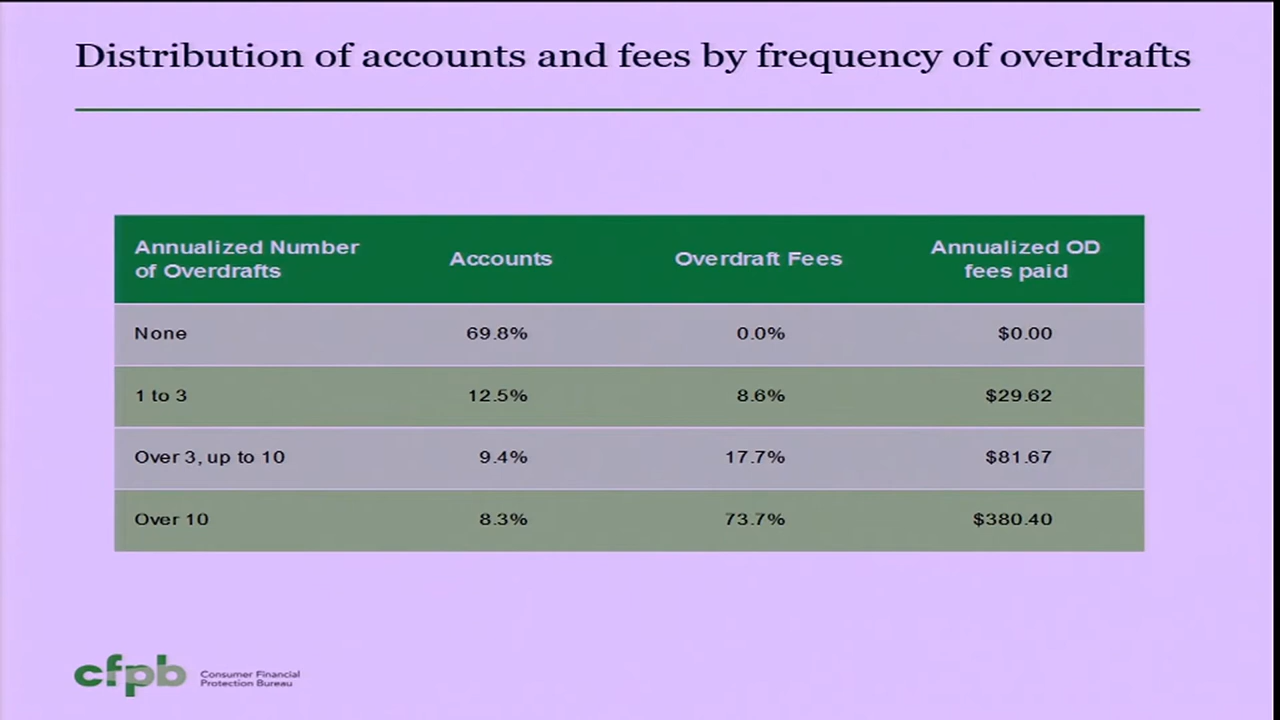 Distribution of accounts and fees by frequency of overdrafts
Annualized Number of Overdrafts Accounts Overdraft Fees Annualized OD fees paid
None 69.8% 0.0% $0.00
1 to 3 12.5% 8.6% $29.62
Over 3, up to 10 9.4% 17.7% $81.67
Over 10 8.3% 73.7% $380.40
cfpb
Consumer Financial
Protection Bureau